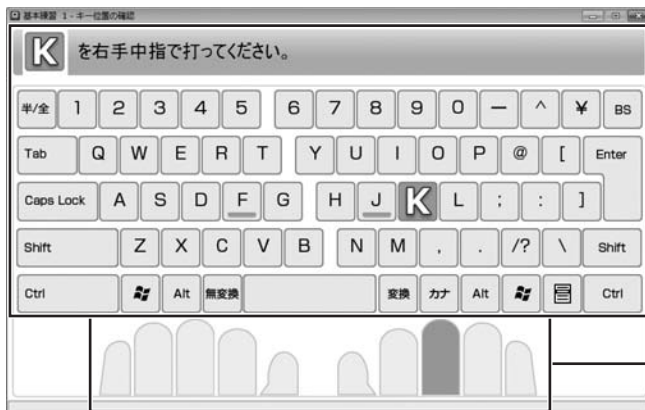 基本練習 1 - キー位置の確認
K を右手中指で打ってください。
半/全 1 2 3 4 5 6 7 8 9 0 − ^ ¥ BS
Tab Q W E R T Y U I O P @ [ Enter
Caps Lock A S D F G H J K L ; : ]
Shift Z X C V B N M , . /? \ Shift
Ctrl Alt 無変換 変換 カナ Alt Ctrl